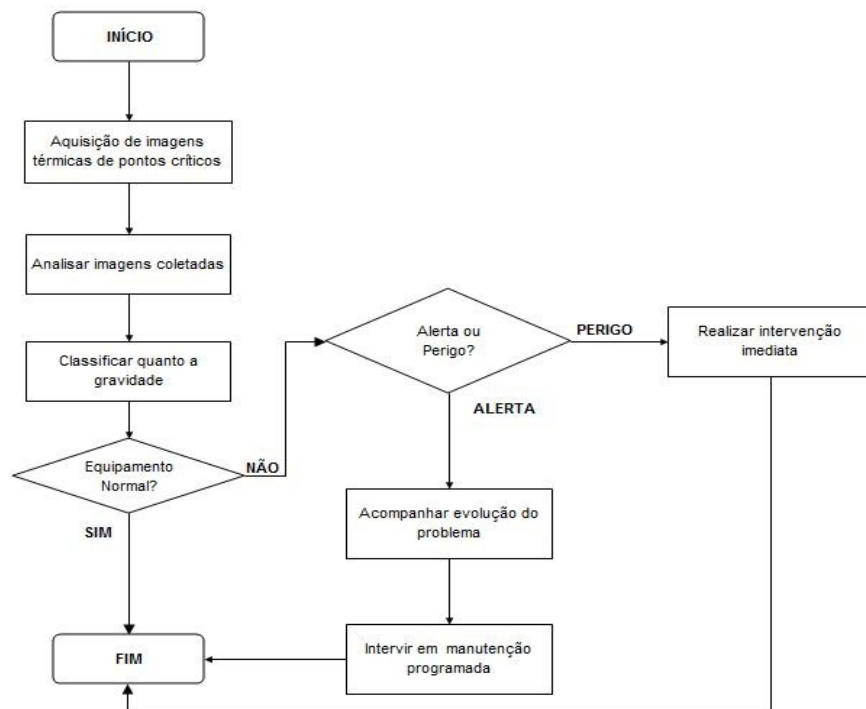 INÍCIO
Aquisição de imagens
térmicas de pontos críticos
Analisar imagens coletadas
Classificar quanto a
gravidade
Equipamento
Normal?
NÃO
SIM
Alerta ou
Perigo?
PERIGO
Realizar intervenção
imediata
ALERTA
Acompanhar evolução do
problema
Intervir em manutenção
programada
FIM